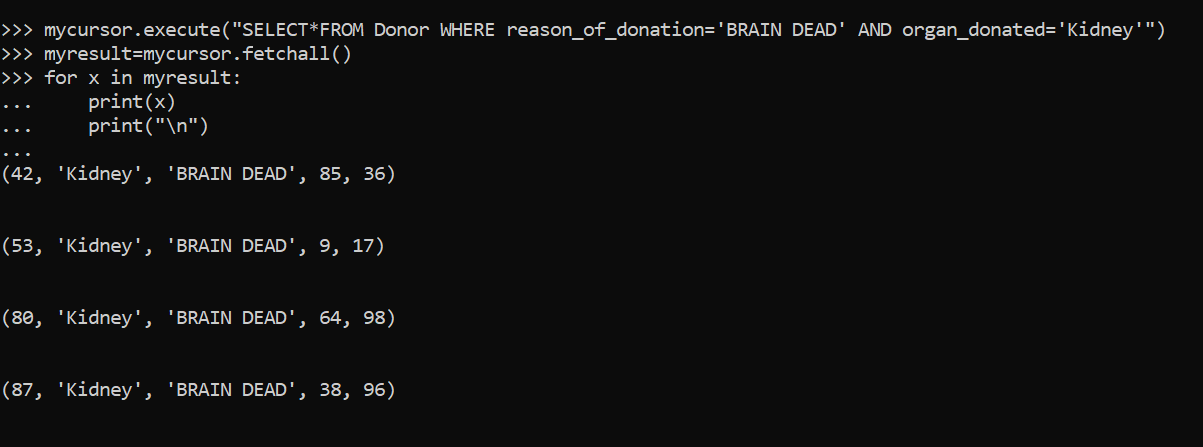 >>> mycursor.execute("SELECT*FROM Donor WHERE reason_of_donation='BRAIN DEAD' AND organ_donated='Kidney'")
>>> myresult=mycursor.fetchall()
>>> for x in myresult:
...     print(x)
...     print("\n")
...
(42, 'Kidney', 'BRAIN DEAD', 85, 36)
(53, 'Kidney', 'BRAIN DEAD', 9, 17)
(80, 'Kidney', 'BRAIN DEAD', 64, 98)
(87, 'Kidney', 'BRAIN DEAD', 38, 96)